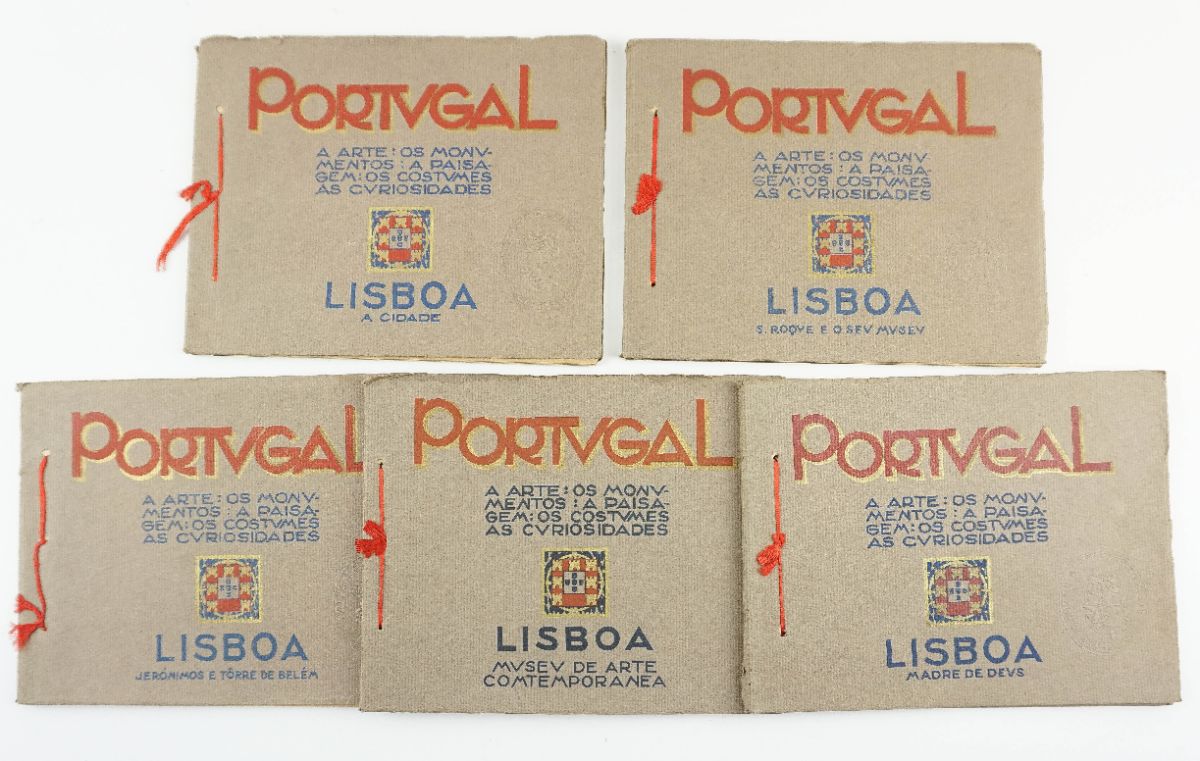 PORTVGAL
A ARTE: OS MONV-
MENTOS: A PAISA-
GEM: OS COSTVMES
AS CVRIOSIDADES
LISBOA
A CIDADE
PORTVGAL
A ARTE: OS MONV-
MENTOS: A PAISA-
GEM: OS COSTVMES
AS CVRIOSIDADES
LISBOA
S. ROQVE E O SEV MVSEV
PORTVGAL
A ARTE: OS MONV-
MENTOS: A PAISA-
GEM: OS COSTVMES
AS CVRIOSIDADES
LISBOA
JERÓNIMOS E TÔRRE DE BELÉM
PORTVGAL
A ARTE: OS MONV-
MENTOS: A PAISA-
GEM: OS COSTVMES
AS CVRIOSIDADES
LISBOA
MVSEV DE ARTE
COMTEMPORANEA
PORTVGAL
A ARTE: OS MONV-
MENTOS: A PAISA-
GEM: OS COSTVMES
AS CVRIOSIDADES
LISBOA
MADRE DE DEVS